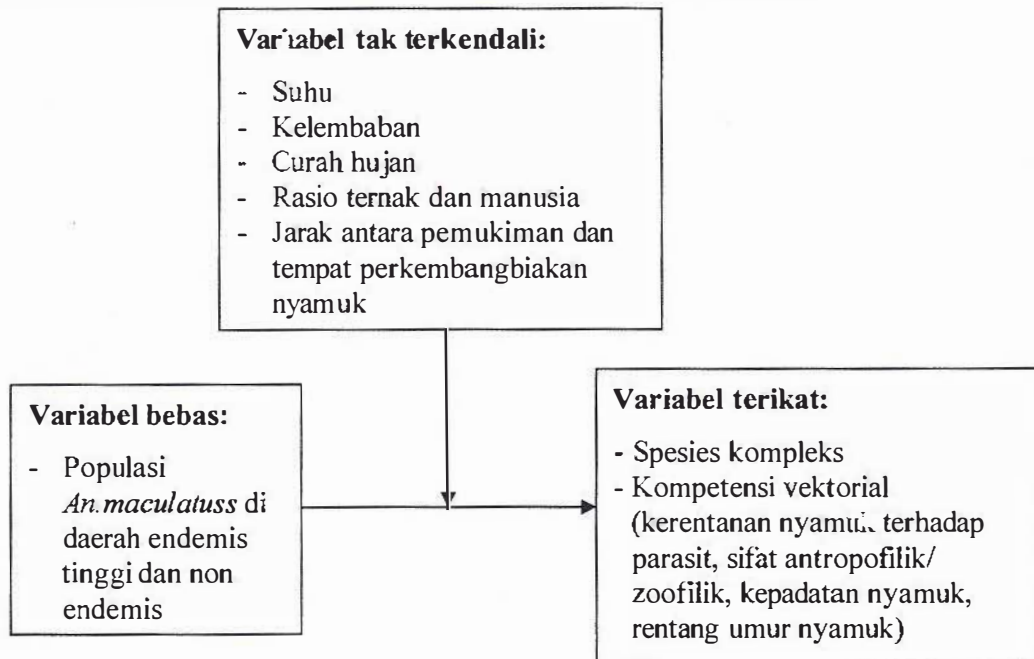 Variabel tak terkendali:
- Suhu
- Kelembaban
- Curah hujan
- Rasio ternak dan manusia
- Jarak antara pemukiman dan
tempat perkembangbiakan
nyamuk
Variabel bebas:
- Populasi
An.maculatuss di
daerah endemis
tinggi dan non
endemis
Variabel terikat:
- Spesies kompleks
- Kompetensi vektorial
(kerentanan nyamuk terhadap
parasit, sifat antropofilik/
zoofilik, kepadatan nyamuk,
rentang umur nyamuk)